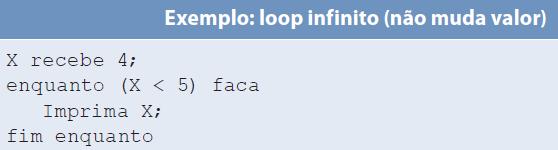 Exemplo: loop infinito (não muda valor)
X recebe 4;
enquanto (X < 5) faca
Imprima X;
fim enquanto